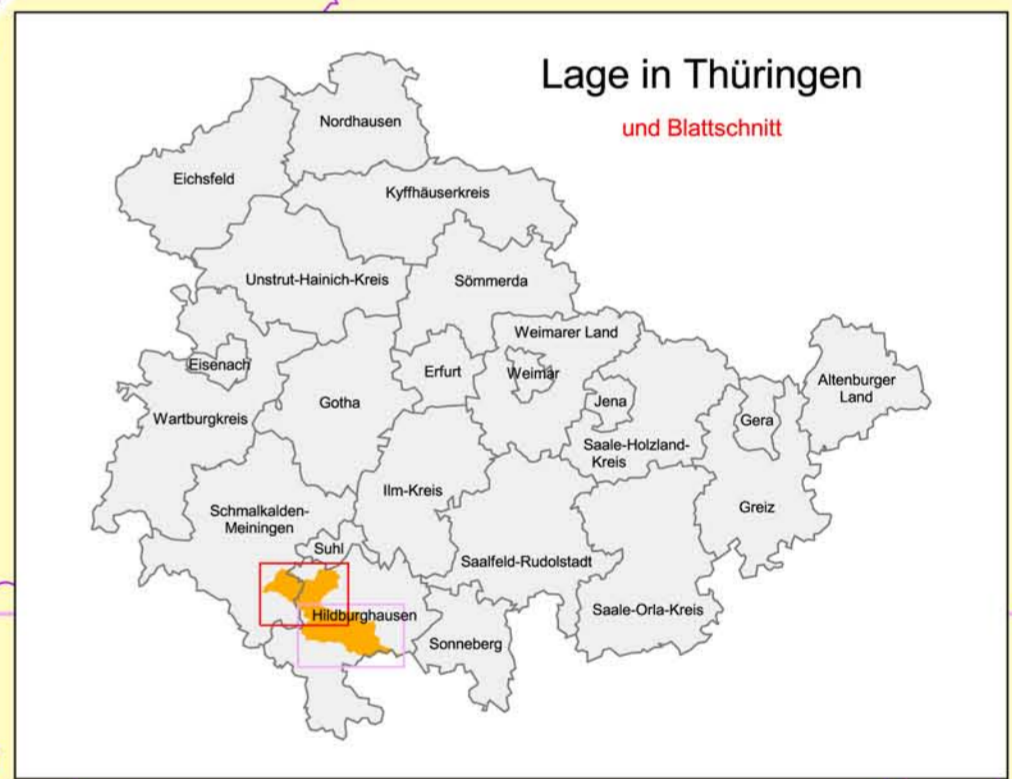 Lage in Thüringen
und Blattschnitt
Nordhausen
Eichsfeld
Kyffhäuserkreis
Unstrut-Hainich-Kreis
Sömmerda
Weimarer Land
Eisenach
Erfurt
Weimar
Altenburger
Land
Gotha
Jena
Wartburgkreis
Gera
Saale-Holzland-
Kreis
Ilm-Kreis
Greiz
Schmalkalden-
Meiningen
Suhl
Saalfeld-Rudolstadt
Hildburghausen
Saale-Orla-Kreis
Sonneberg